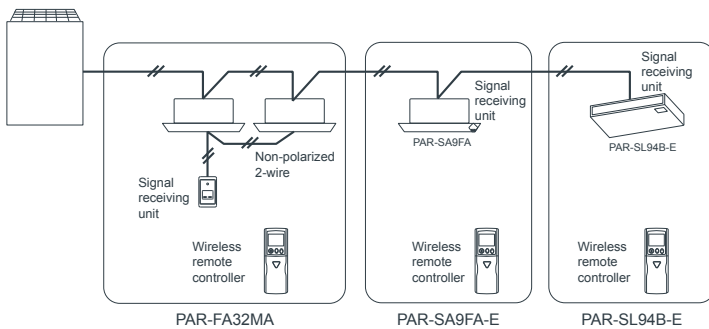 Non-polarized
2-wire
Signal
receiving
unit
Wireless
remote
controller
PAR-FA32MA
Signal
receiving
unit
PAR-SA9FA
Wireless
remote
controller
PAR-SA9FA-E
Signal
receiving
unit
PAR-SL94B-E
Wireless
remote
controller
PAR-SL94B-E